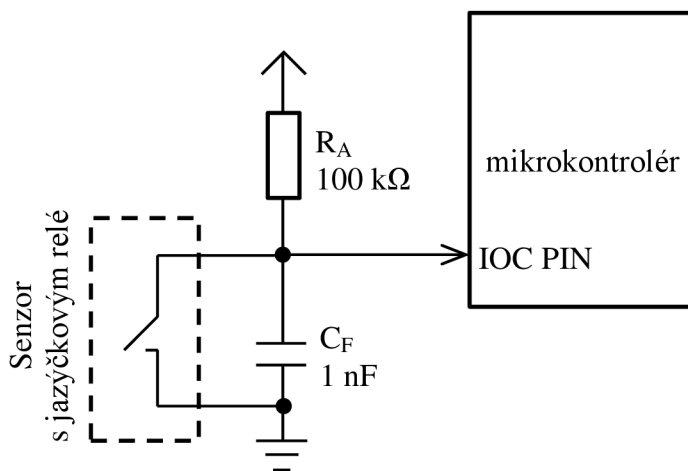 R_A
100 kΩ
mikrokontrolér
IOC PIN
Senzor
s jazýčkovým relé
C_F
1 nF